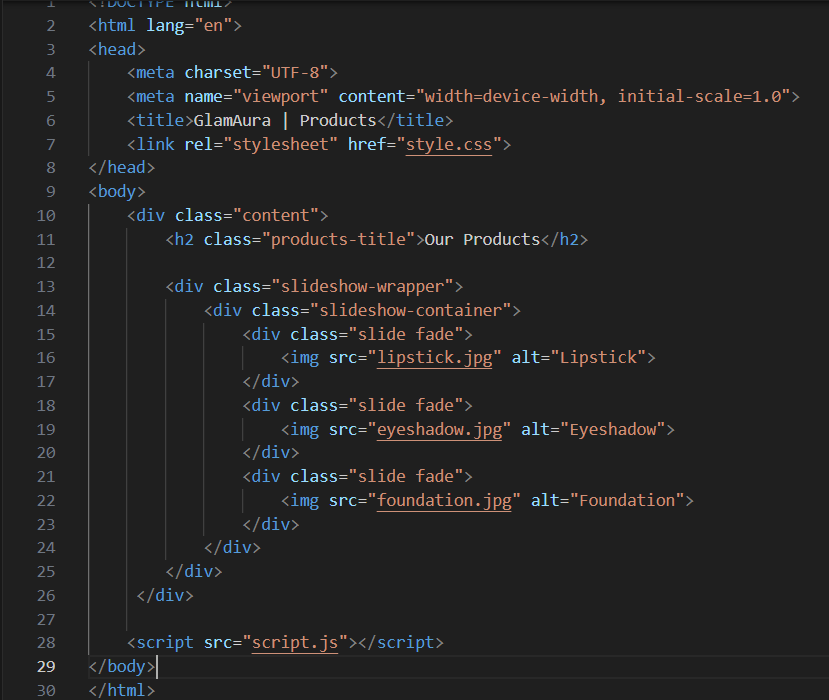 1 <!DOCTYPE html>
2 <html lang="en">
3 <head>
4     <meta charset="UTF-8">
5     <meta name="viewport" content="width=device-width, initial-scale=1.0">
6     <title>GlamAura | Products</title>
7     <link rel="stylesheet" href="style.css">
8 </head>
9 <body>
10     <div class="content">
11         <h2 class="products-title">Our Products</h2>
12
13         <div class="slideshow-wrapper">
14             <div class="slideshow-container">
15                 <div class="slide fade">
16                     <img src="lipstick.jpg" alt="Lipstick">
17                 </div>
18                 <div class="slide fade">
19                     <img src="eyeshadow.jpg" alt="Eyeshadow">
20                 </div>
21                 <div class="slide fade">
22                     <img src="foundation.jpg" alt="Foundation">
23                 </div>
24             </div>
25         </div>
26      </div>
27
28     <script src="script.js"></script>
29 </body>
30 </html>